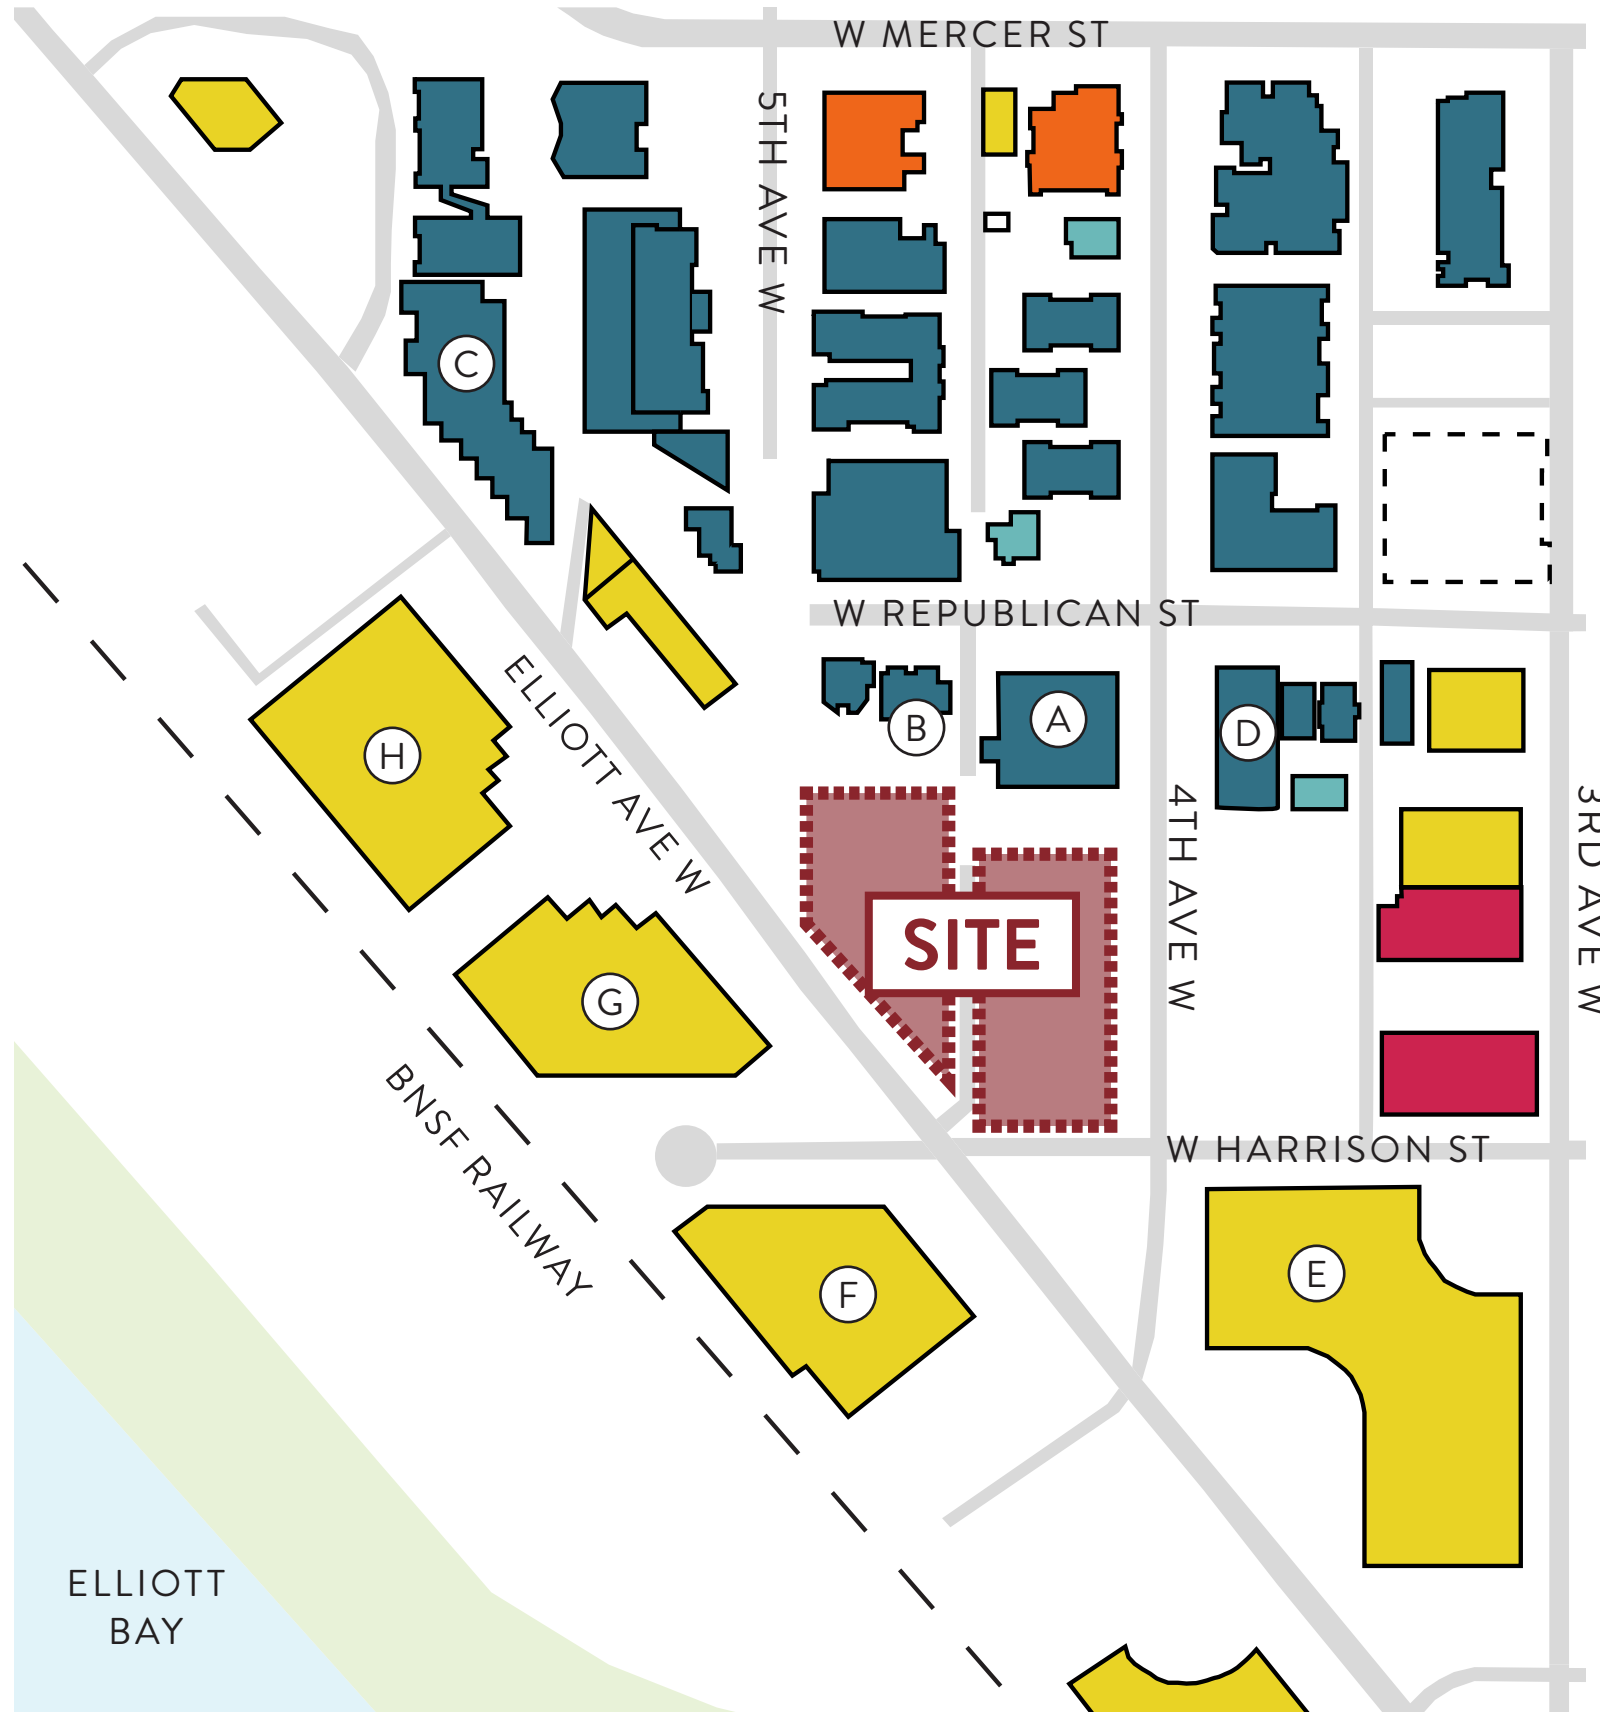 W MERCER ST
5TH AVE W
C
W REPUBLICAN ST
ELLIOTT AVE W
H
B
A
D
4TH AVE W
3RD AVE W
SITE
G
BNSF RAILWAY
W HARRISON ST
F
E
ELLIOTT
BAY